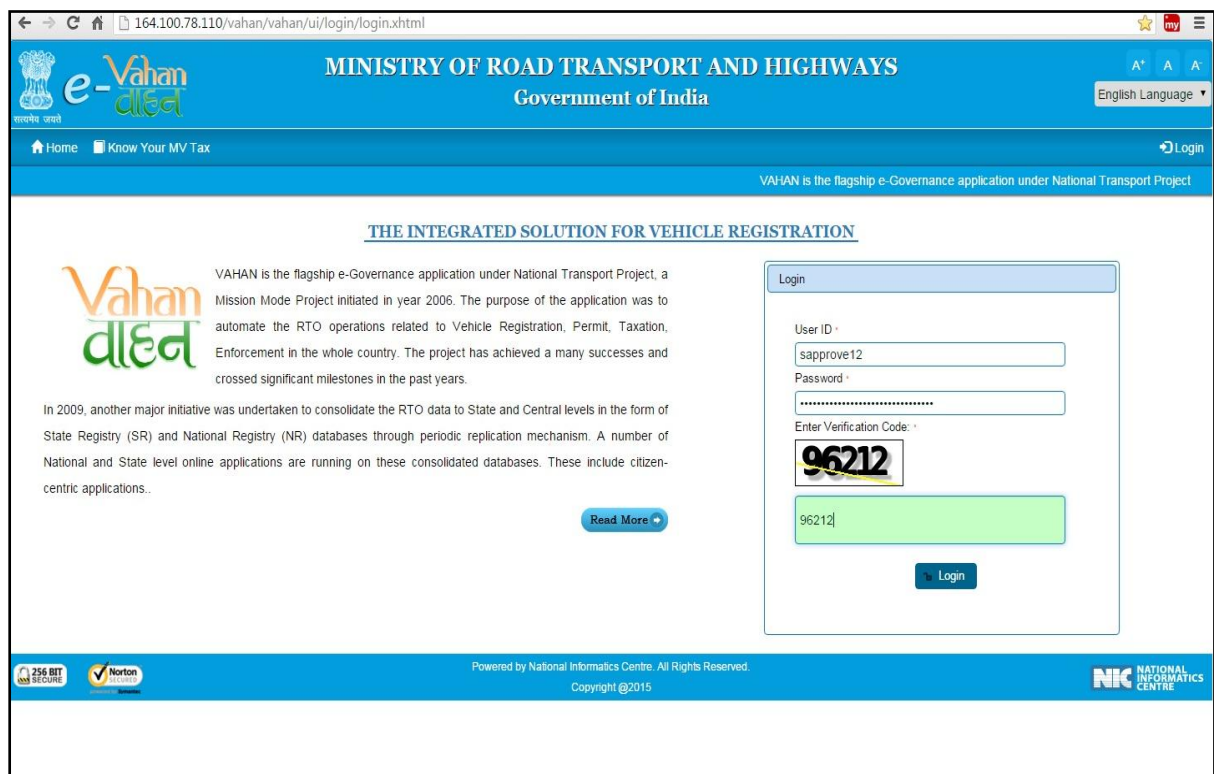 164.100.78.110/vahan/vahan/ui/login/login.xhtml
my
सत्यमेव जयते
e-Vahan
वाहन
MINISTRY OF ROAD TRANSPORT AND HIGHWAYS
Government of India
A+ A A-
English Language
Home Know Your MV Tax
Login
VAHAN is the flagship e-Governance application under National Transport Project
THE INTEGRATED SOLUTION FOR VEHICLE REGISTRATION
Vahan
वाहन
VAHAN is the flagship e-Governance application under National Transport Project, a
Mission Mode Project initiated in year 2006. The purpose of the application was to
automate the RTO operations related to Vehicle Registration, Permit, Taxation,
Enforcement in the whole country. The project has achieved a many successes and
crossed significant milestones in the past years.
In 2009, another major initiative was undertaken to consolidate the RTO data to State and Central levels in the form of
State Registry (SR) and National Registry (NR) databases through periodic replication mechanism. A number of
National and State level online applications are running on these consolidated databases. These include citizen-
centric applications..
Read More
Login
User ID *
sapprove12
Password *
Enter Verification Code: *
96212
96212
Login
256 BIT
SECURE
Norton
SECURED
powered by Symantec
Powered by National Informatics Centre. All Rights Reserved.
Copyright @2015
NIC NATIONAL
INFORMATICS
CENTRE